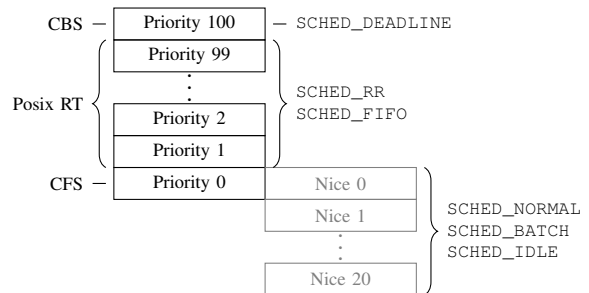 CBS – Priority 100 – SCHED_DEADLINE
Priority 99
Posix RT
SCHED_RR
SCHED_FIFO
Priority 2
Priority 1
CFS – Priority 0
Nice 0
Nice 1
Nice 20
SCHED_NORMAL
SCHED_BATCH
SCHED_IDLE